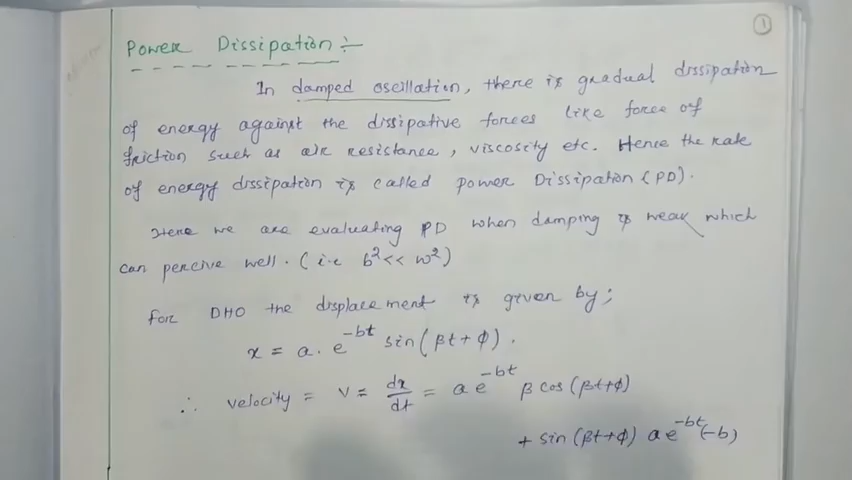 1
Power Dissipation :-
In damped oscillation, there is gradual dissipation
of energy against the dissipative forces like force of
friction such as air resistance, viscosity etc. Hence the rate
of energy dissipation is called power Dissipation (PD).
Here we are evaluating PD when damping is weak which
can percive well. (i.e b² << w²)
for DHO the displacement is given by;
x = a. e^{-bt} sin(βt+φ).
∴ velocity = v = dx/dt = a e^{-bt} β cos(βt+φ)
+ sin(βt+φ) a e^{-bt}(-b)